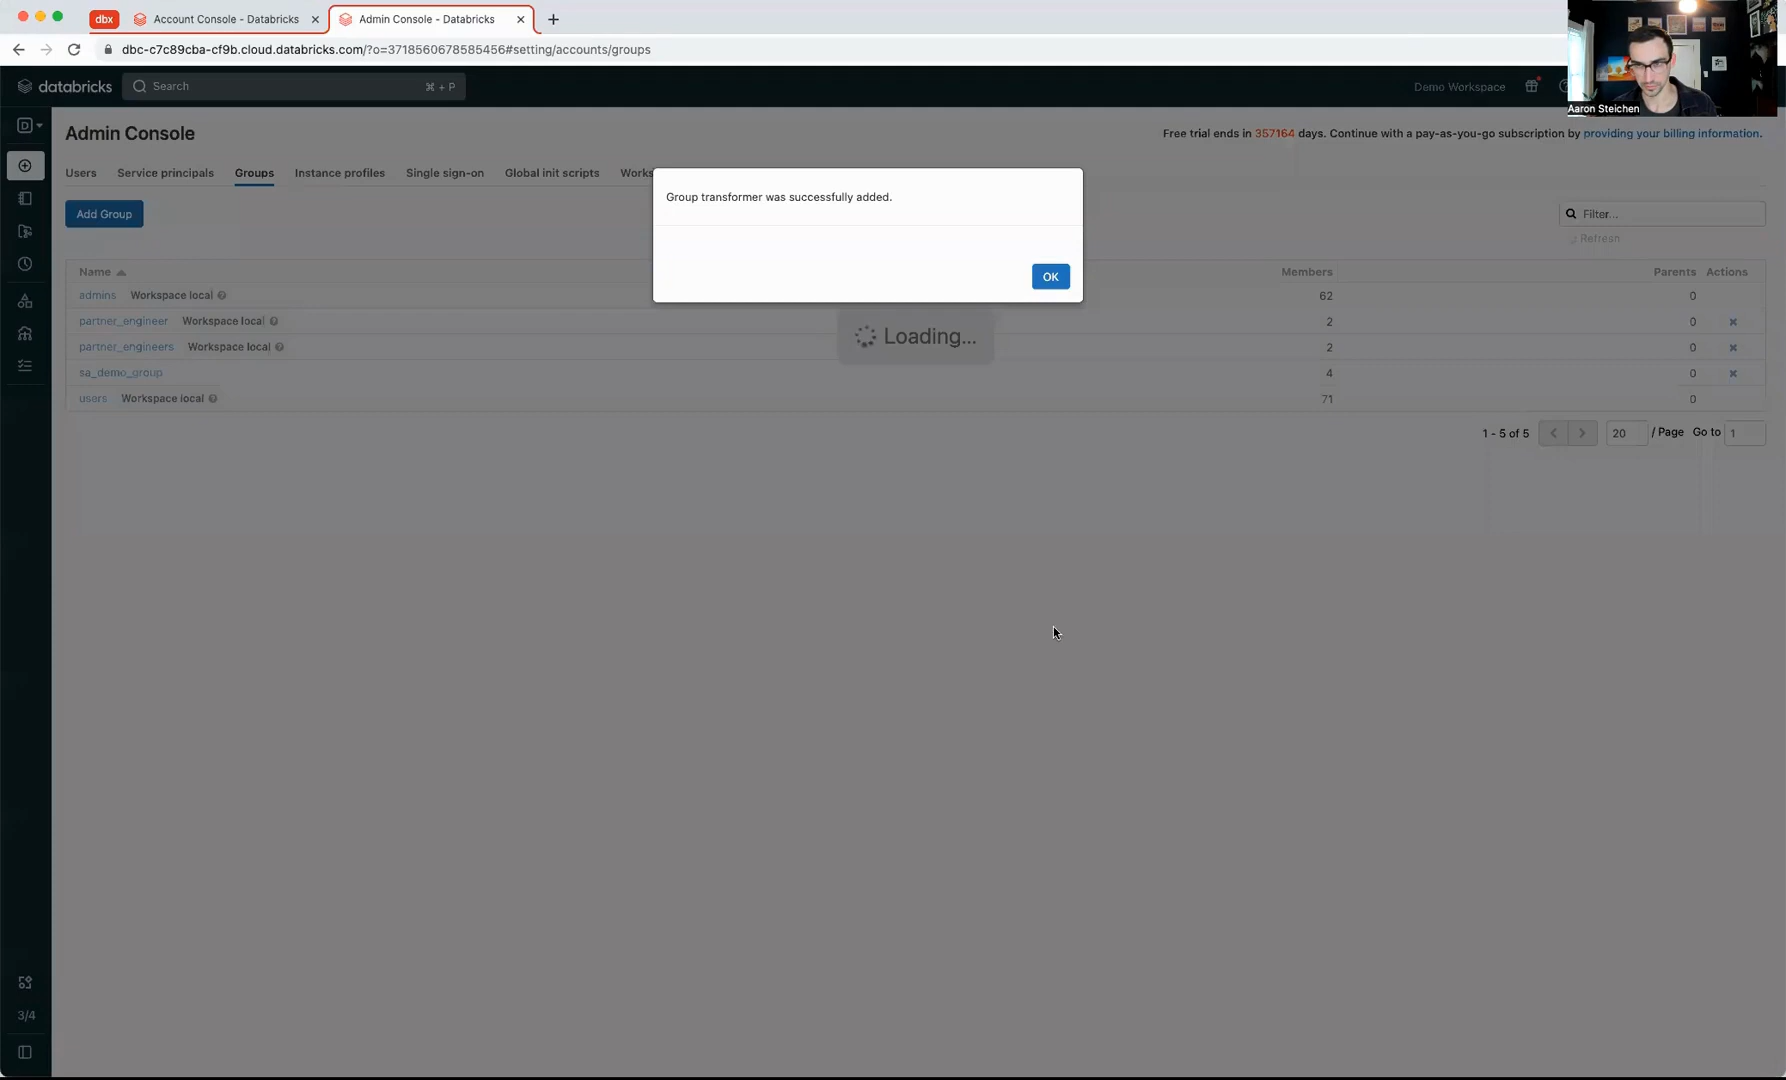 dbx
Account Console - Databricks
Admin Console - Databricks
dbc-c7c89cba-cf9b.cloud.databricks.com/?o=3718560678585456#setting/accounts/groups
databricks
Search
⌘ + P
Demo Workspace
Aaron Steichen
Admin Console
Free trial ends in 357164 days. Continue with a pay-as-you-go subscription by providing your billing information.
Users
Service principals
Groups
Instance profiles
Single sign-on
Global init scripts
Works
Group transformer was successfully added.
OK
Add Group
Filter...
Refresh
Name
Members
Parents
Actions
admins Workspace local 62 0
partner_engineer Workspace local 2 0
partner_engineers Workspace local 2 0
sa_demo_group 4 0
users Workspace local 71 0
Loading...
1 - 5 of 5
20 / Page Go to 1
3/4